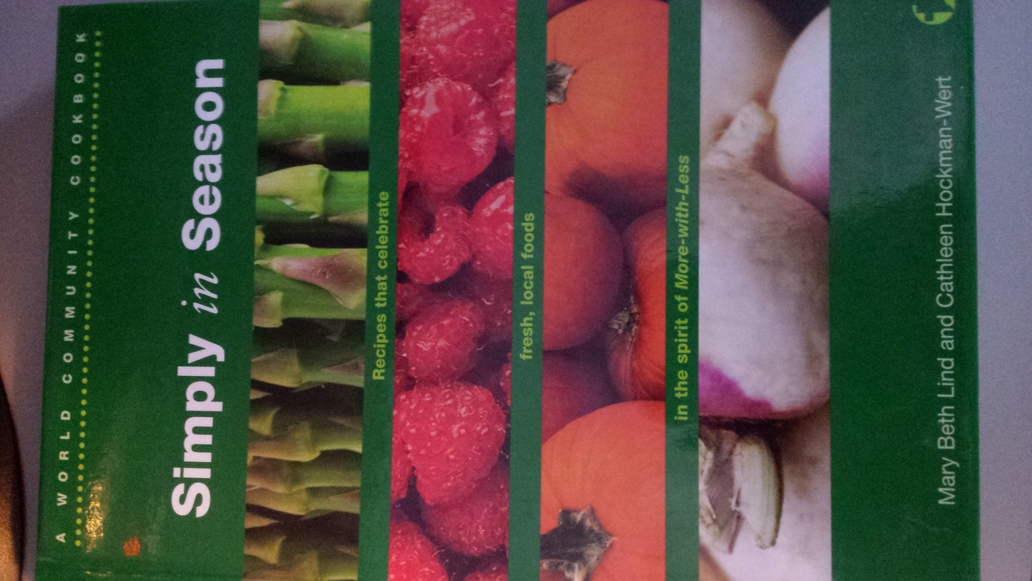 A WORLD COMMUNITY COOKBOOK
Simply in Season
Recipes that celebrate
fresh, local foods
in the spirit of More-with-Less
Mary Beth Lind and Cathleen Hockman-Wert